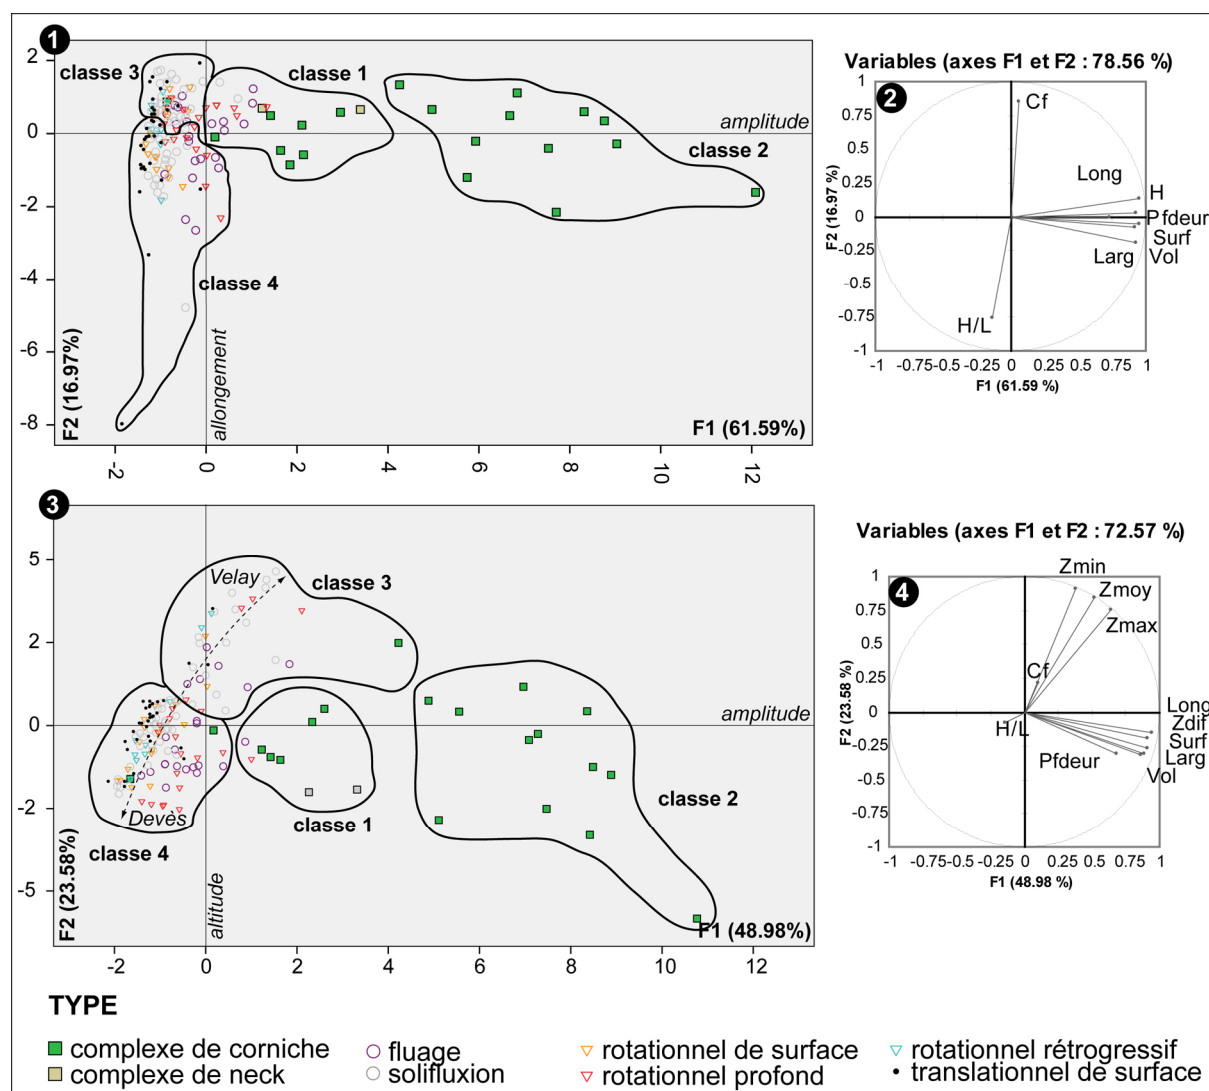 1
classe 3
classe 1
amplitude
classe 2
classe 4
F2 (16.97%)
allongement
F1 (61.59%)
2
0
-2
-4
-6
-8
-2
0
2
4
6
8
10
12
Variables (axes F1 et F2 : 78.56 %)
2
Cf
Long
H
Pfdeur
Surf
Larg
Vol
H/L
F2 (16.97 %)
1
0.75
0.5
0.25
0
-0.25
-0.5
-0.75
-1
-1
-0.75
-0.5
-0.25
0
0.25
0.5
0.75
1
F1 (61.59 %)
3
Velay
classe 3
amplitude
classe 2
classe 1
Devès
classe 4
F2 (23.58%)
altitude
F1 (48.98%)
5
2
0
-2
-5
-2
0
2
4
6
8
10
12
Variables (axes F1 et F2 : 72.57 %)
4
Zmin
Zmoy
Zmax
Cf
Long
Zdif
H/L
Surf
Pfdeur
Larg
Vol
F2 (23.58 %)
1
0.75
0.5
0.25
0
-0.25
-0.5
-0.75
-1
-1
-0.75
-0.5
-0.25
0
0.25
0.5
0.75
1
F1 (48.98 %)
TYPE
complexe de corniche
complexe de neck
fluage
solifluxion
rotationnel de surface
rotationnel profond
rotationnel rétrogressif
translationnel de surface